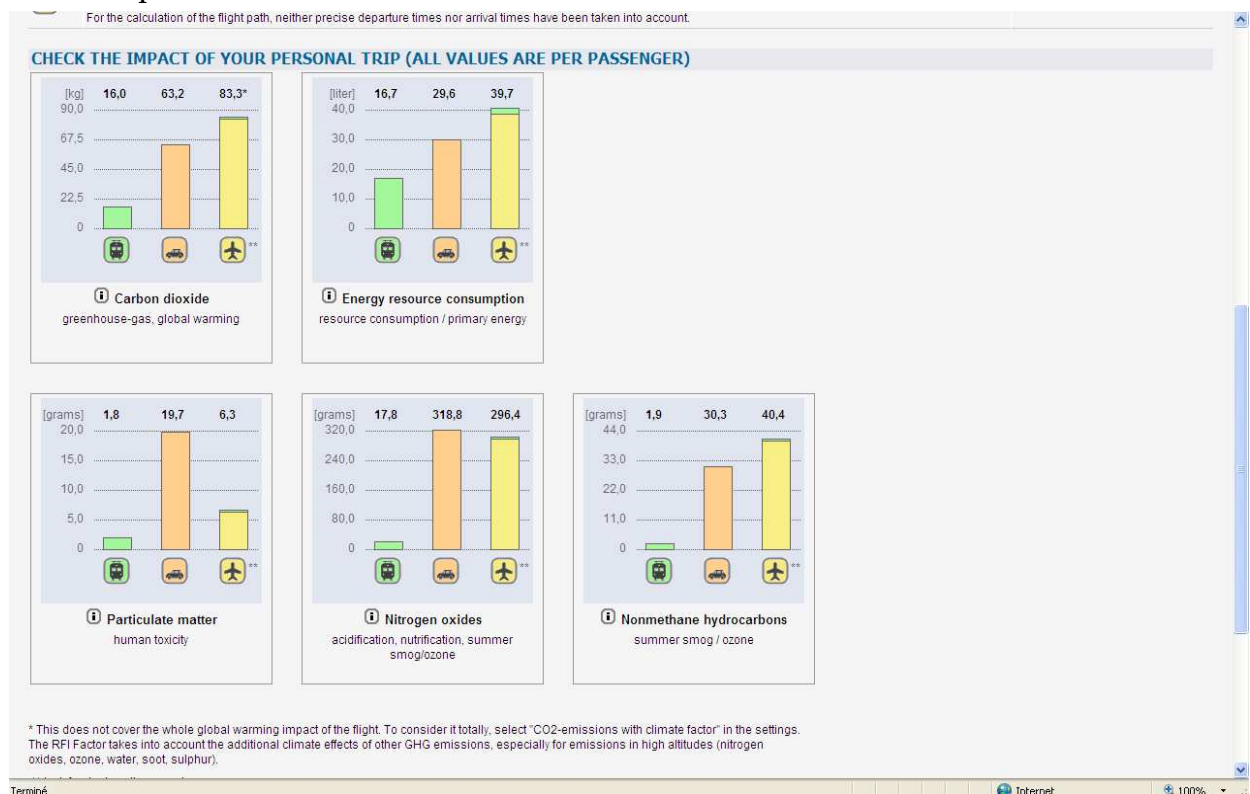 For the calculation of the flight path, neither precise departure times nor arrival times have been taken into account.
CHECK THE IMPACT OF YOUR PERSONAL TRIP (ALL VALUES ARE PER PASSENGER)
[kg] 16,0 63,2 83,3*
90,0
67,5
45,0
22,5
0
**
Carbon dioxide
greenhouse-gas, global warming
[liter] 16,7 29,6 39,7
40,0
30,0
20,0
10,0
0
**
Energy resource consumption
resource consumption / primary energy
[grams] 1,8 19,7 6,3
20,0
15,0
10,0
5,0
0
**
Particulate matter
human toxicity
[grams] 17,8 318,8 296,4
320,0
240,0
160,0
80,0
0
**
Nitrogen oxides
acidification, nutrification, summer
smog/ozone
[grams] 1,9 30,3 40,4
44,0
33,0
22,0
11,0
0
**
Nonmethane hydrocarbons
summer smog / ozone
* This does not cover the whole global warming impact of the flight. To consider it totally, select "CO2-emissions with climate factor" in the settings.
The RFI Factor takes into account the additional climate effects of other GHG emissions, especially for emissions in high altitudes (nitrogen
oxides, ozone, water, soot, sulphur).
Terminé
Internet
100%